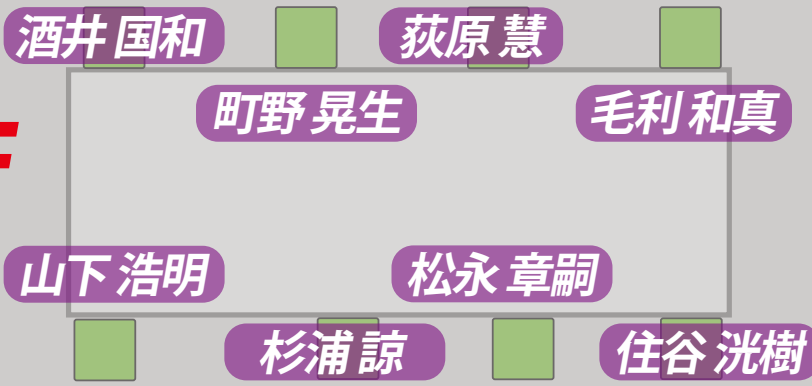 酒井 国和
荻原 慧
町野 晃生
毛利 和真
山下 浩明
松永 章嗣
杉浦 諒
住谷 洸樹